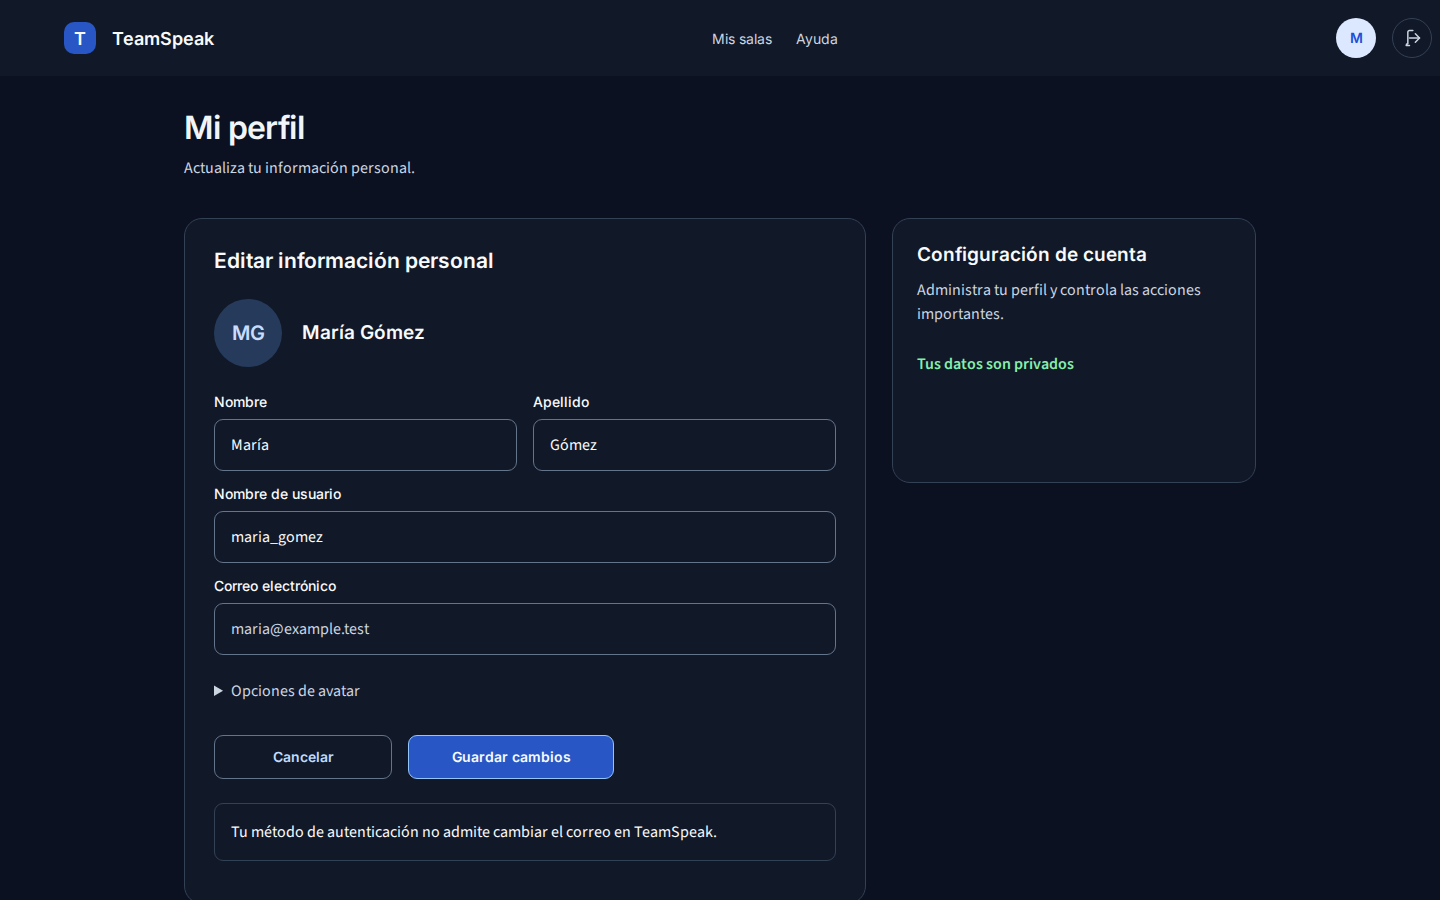 T TeamSpeak
Mis salas Ayuda
M
Mi perfil
Actualiza tu información personal.
Editar información personal
MG María Gómez
Nombre Apellido
María Gómez
Nombre de usuario
maria_gomez
Correo electrónico
maria@example.test
Opciones de avatar
Cancelar Guardar cambios
Tu método de autenticación no admite cambiar el correo en TeamSpeak.
Configuración de cuenta
Administra tu perfil y controla las acciones
importantes.
Tus datos son privados